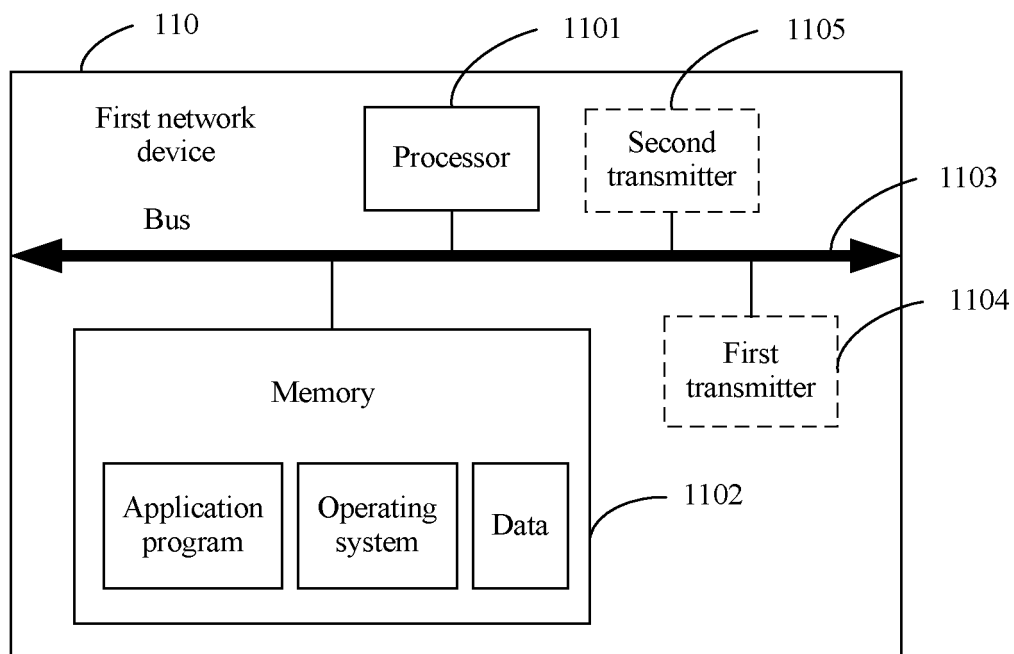 110
1101
1105
First network
device
Processor
Second
transmitter
1103
Bus
1104
First
transmitter
Memory
1102
Application
program
Operating
system
Data